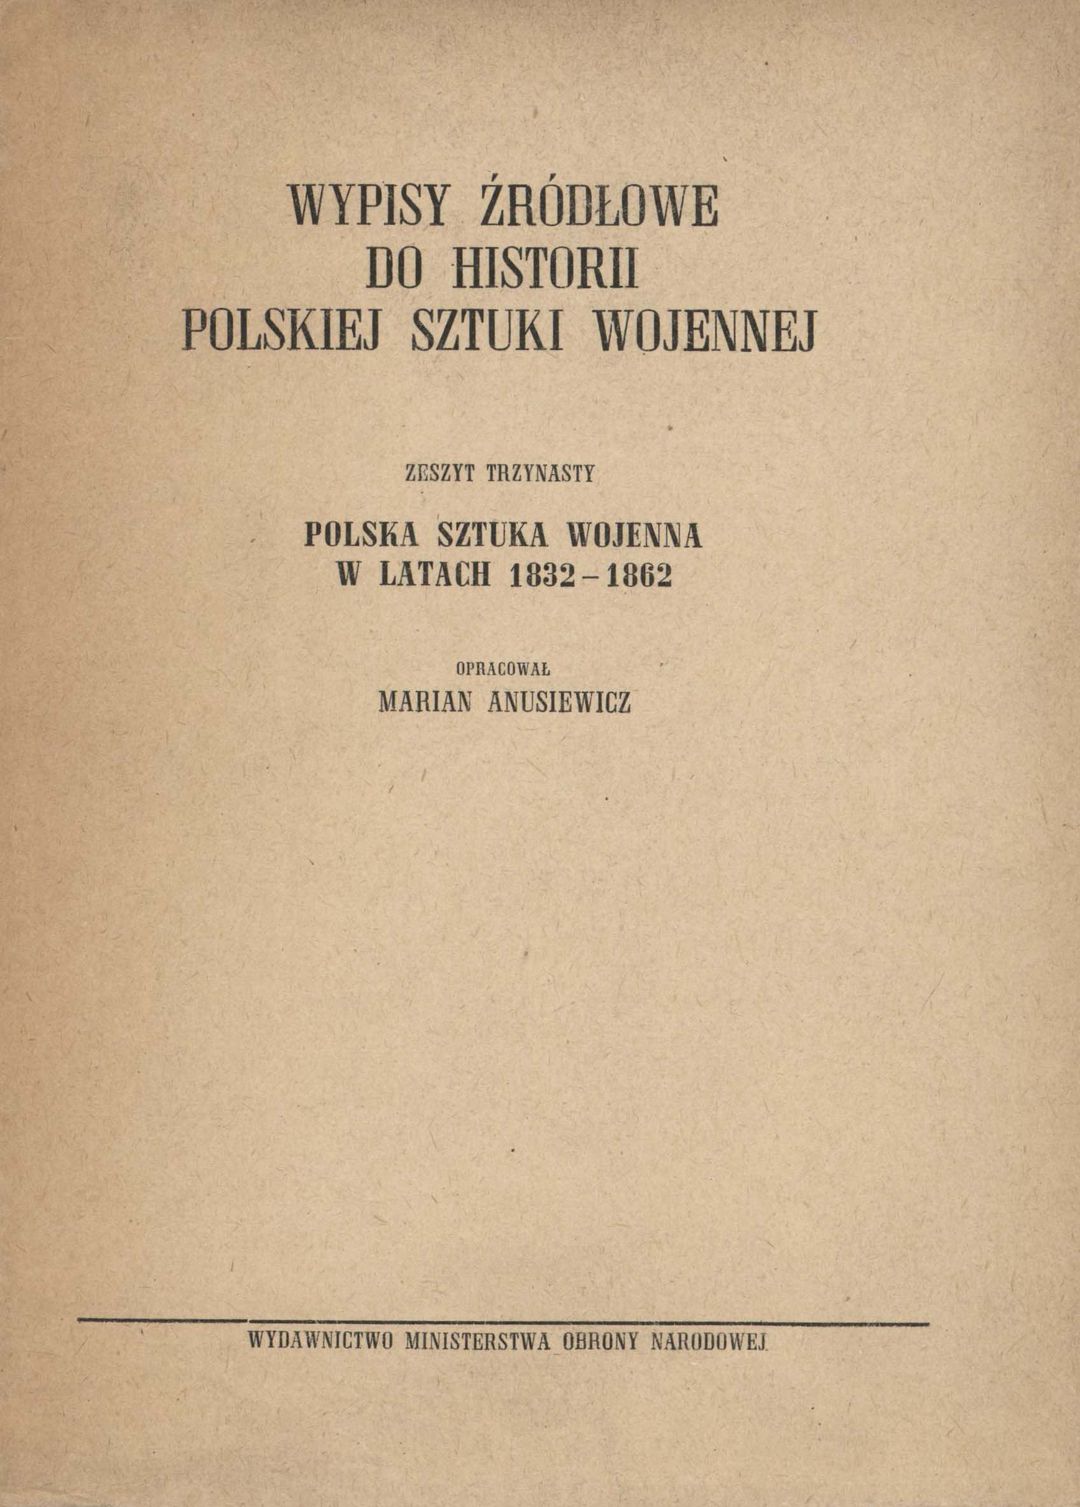 WYPISY ŹRÓDŁOWE
DO HISTORII
POLSKIEJ SZTUKI WOJENNEJ
ZESZYT TRZYNASTY
POLSKA SZTUKA WOJENNA
W LATACH 1832–1862
OPRACOWAŁ
MARIAN ANUSIEWICZ
WYDAWNICTWO MINISTERSTWA OBRONY NARODOWEJ